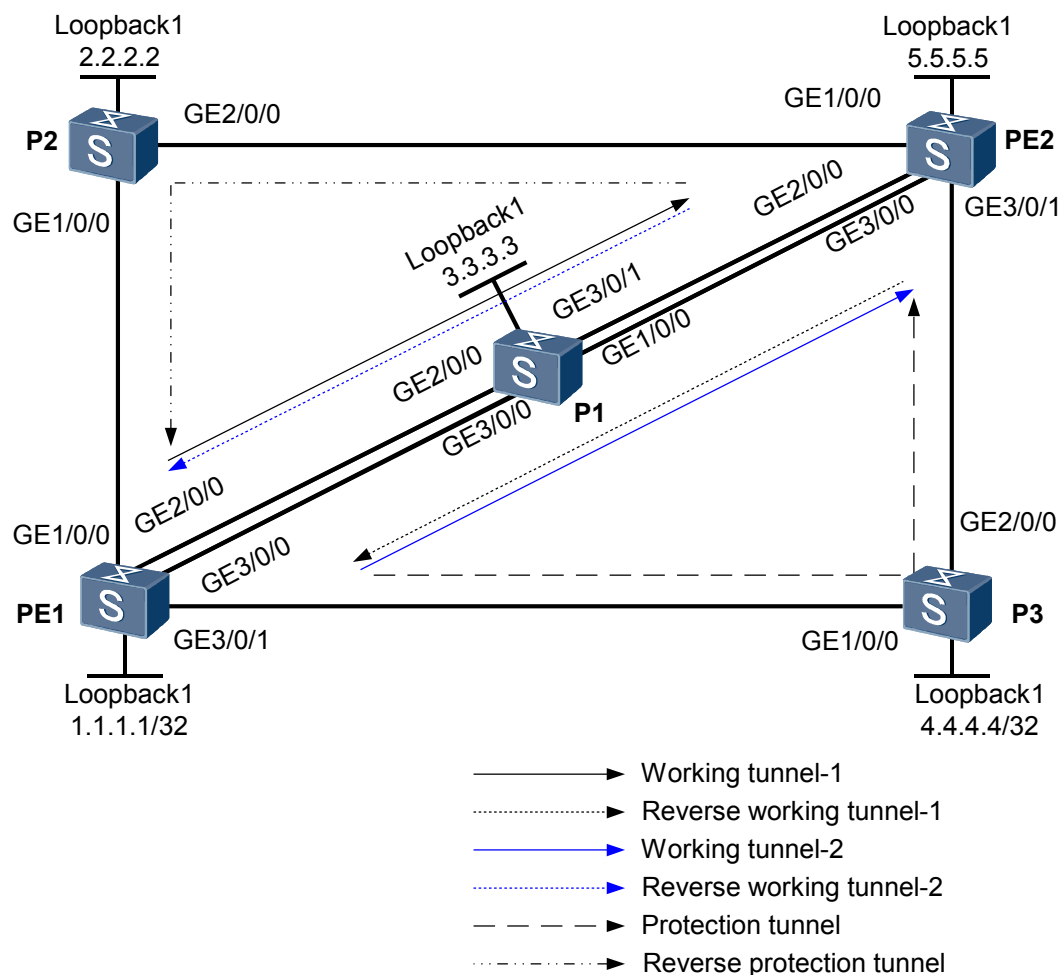 Loopback1
2.2.2.2
Loopback1
5.5.5.5
GE2/0/0
GE1/0/0
P2
S
S
PE2
GE1/0/0
GE2/0/0
GE3/0/0
GE3/0/1
Loopback1
3.3.3.3
GE3/0/1
GE1/0/0
GE2/0/0
S
GE3/0/0
P1
GE2/0/0
GE1/0/0
GE3/0/0
GE2/0/0
PE1
S
S
P3
GE3/0/1
GE1/0/0
Loopback1
1.1.1.1/32
Loopback1
4.4.4.4/32
Working tunnel-1
Reverse working tunnel-1
Working tunnel-2
Reverse working tunnel-2
Protection tunnel
Reverse protection tunnel